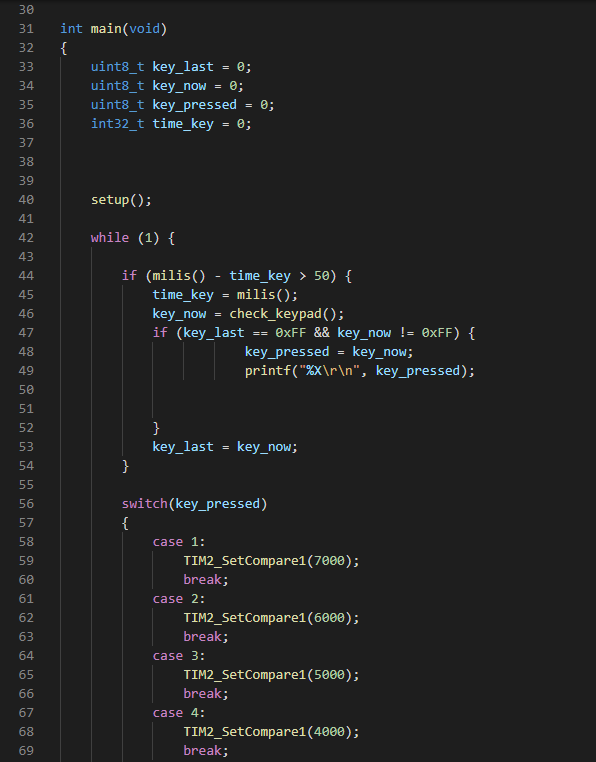 30
31 int main(void)
32 {
33     uint8_t key_last = 0;
34     uint8_t key_now = 0;
35     uint8_t key_pressed = 0;
36     int32_t time_key = 0;
37
38
39
40     setup();
41
42     while (1) {
43
44         if (milis() - time_key > 50) {
45             time_key = milis();
46             key_now = check_keypad();
47             if (key_last == 0xFF && key_now != 0xFF) {
48                         key_pressed = key_now;
49                         printf("%X\r\n", key_pressed);
50
51
52             }
53             key_last = key_now;
54         }
55
56         switch(key_pressed)
57         {
58             case 1:
59                 TIM2_SetCompare1(7000);
60                 break;
61             case 2:
62                 TIM2_SetCompare1(6000);
63                 break;
64             case 3:
65                 TIM2_SetCompare1(5000);
66                 break;
67             case 4:
68                 TIM2_SetCompare1(4000);
69                 break;